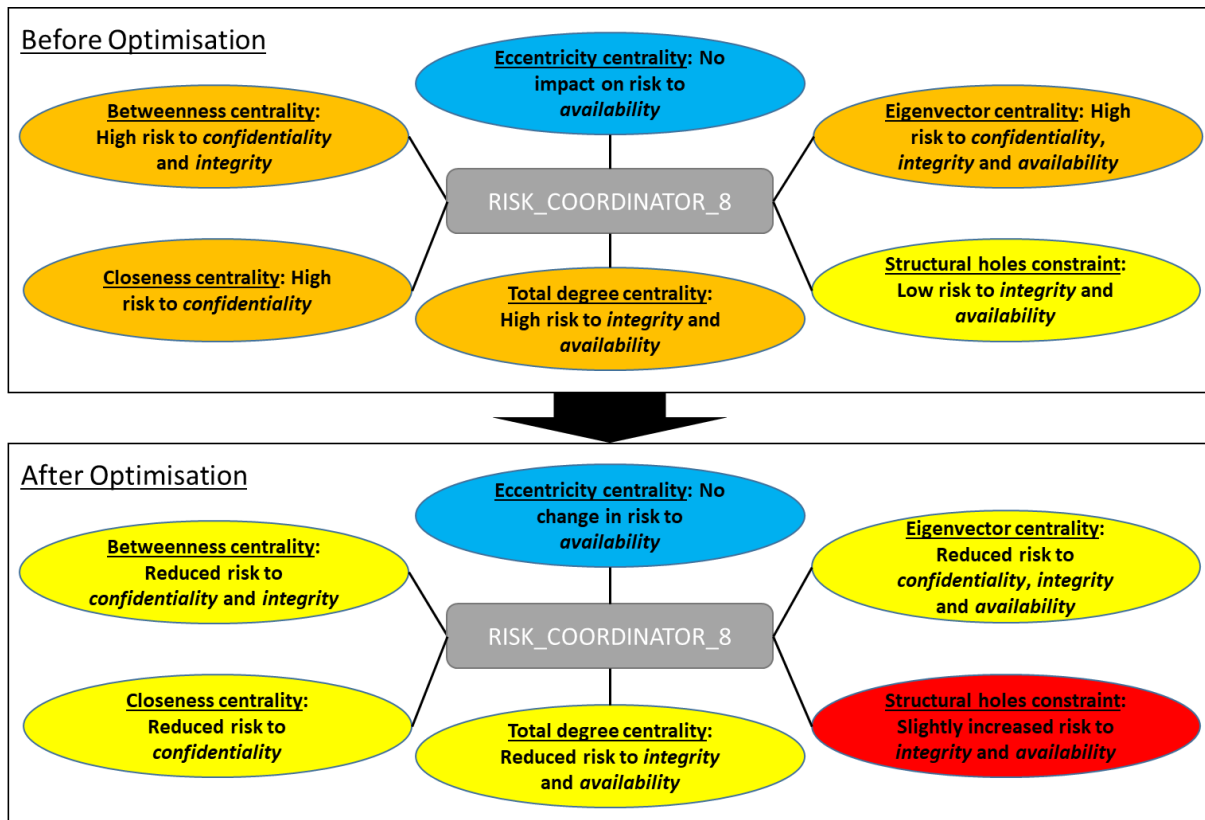 Before Optimisation
Eccentricity centrality: No
impact on risk to
availability
Betweenness centrality:
High risk to confidentiality
and integrity
Eigenvector centrality: High
risk to confidentiality,
integrity and availability
RISK_COORDINATOR_8
Closeness centrality: High
risk to confidentiality
Total degree centrality:
High risk to integrity and
availability
Structural holes constraint:
Low risk to integrity and
availability
After Optimisation
Eccentricity centrality: No
change in risk to
availability
Betweenness centrality:
Reduced risk to
confidentiality and integrity
Eigenvector centrality:
Reduced risk to
confidentiality, integrity
and availability
RISK_COORDINATOR_8
Closeness centrality:
Reduced risk to
confidentiality
Total degree centrality:
Reduced risk to integrity
and availability
Structural holes constraint:
Slightly increased risk to
integrity and availability